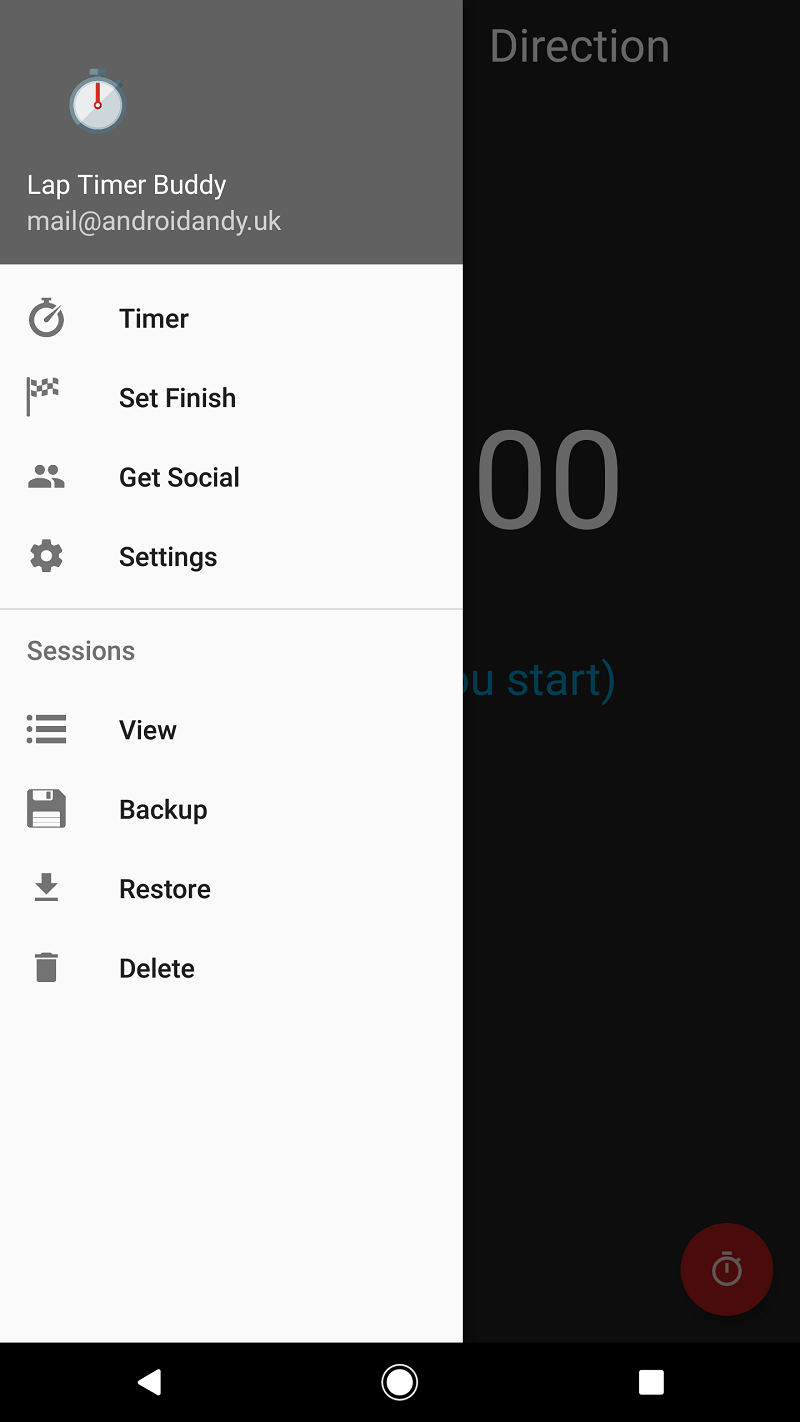 Direction
Lap Timer Buddy
mail@androidandy.uk
Timer
Set Finish
Get Social
00
Settings
Sessions
u start)
View
Backup
Restore
Delete